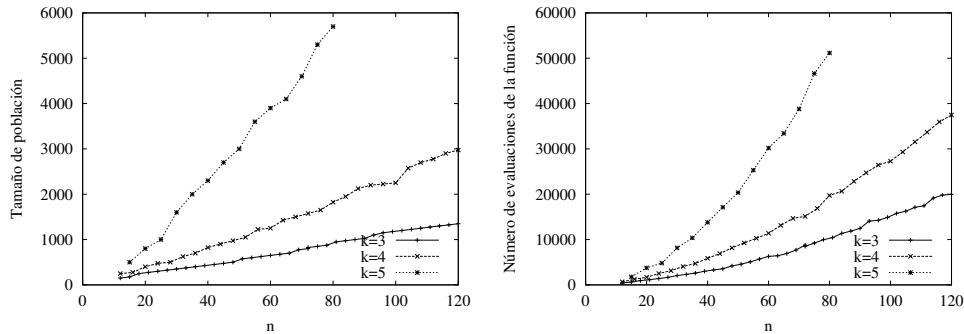 Tamaño de población
6000
5000
4000
3000
2000
1000
0
0
20
40
60
80
100
120
n
k=3
k=4
k=5
Número de evaluaciones de la función
60000
50000
40000
30000
20000
10000
0
0
20
40
60
80
100
120
n
k=3
k=4
k=5